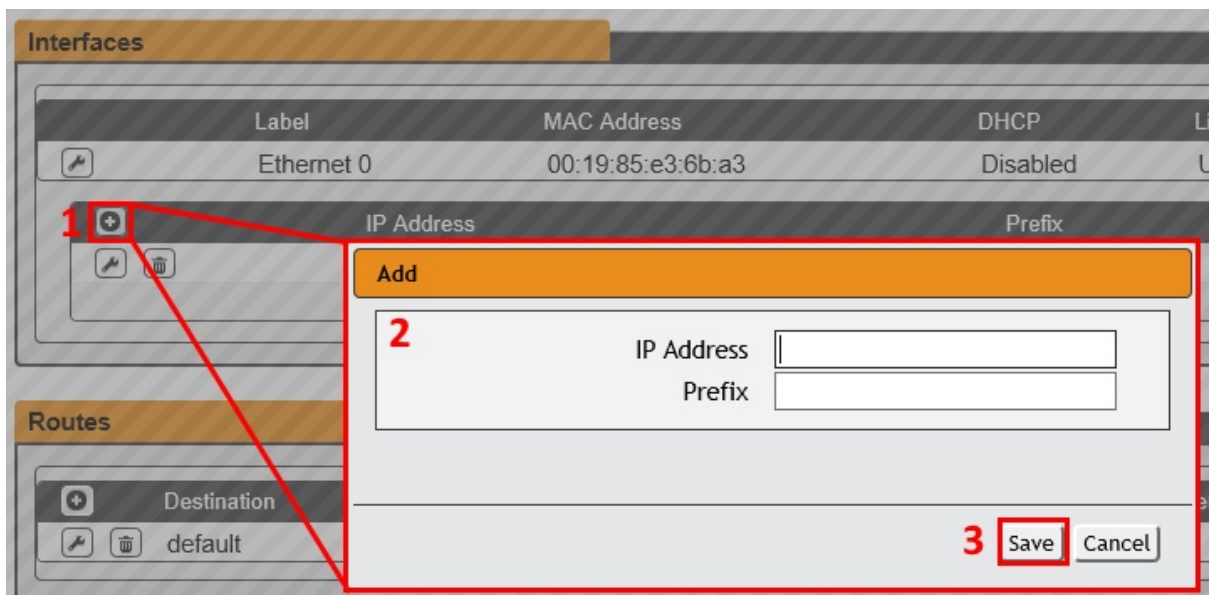 Interfaces
Label MAC Address DHCP
Ethernet 0 00:19:85:e3:6b:a3 Disabled
1 IP Address Prefix
Add
2
IP Address
Prefix
Routes
Destination
default
3 Save Cancel